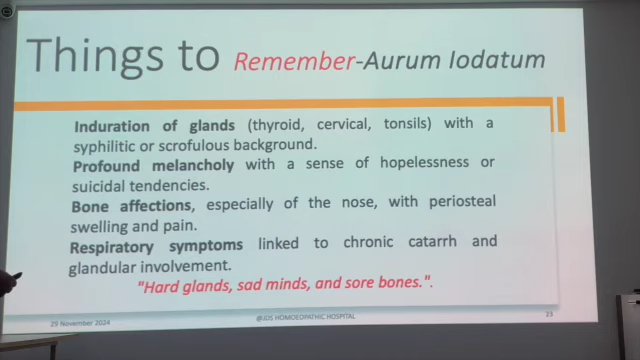 Things to Remember-Aurum Iodatum
Induration of glands (thyroid, cervical, tonsils) with a
syphilitic or scrofulous background.
Profound melancholy with a sense of hopelessness or
suicidal tendencies.
Bone affections, especially of the nose, with periosteal
swelling and pain.
Respiratory symptoms linked to chronic catarrh and
glandular involvement.
"Hard glands, sad minds, and sore bones.".
29 November 2024
@JDS HOMOEOPATHIC HOSPITAL
23